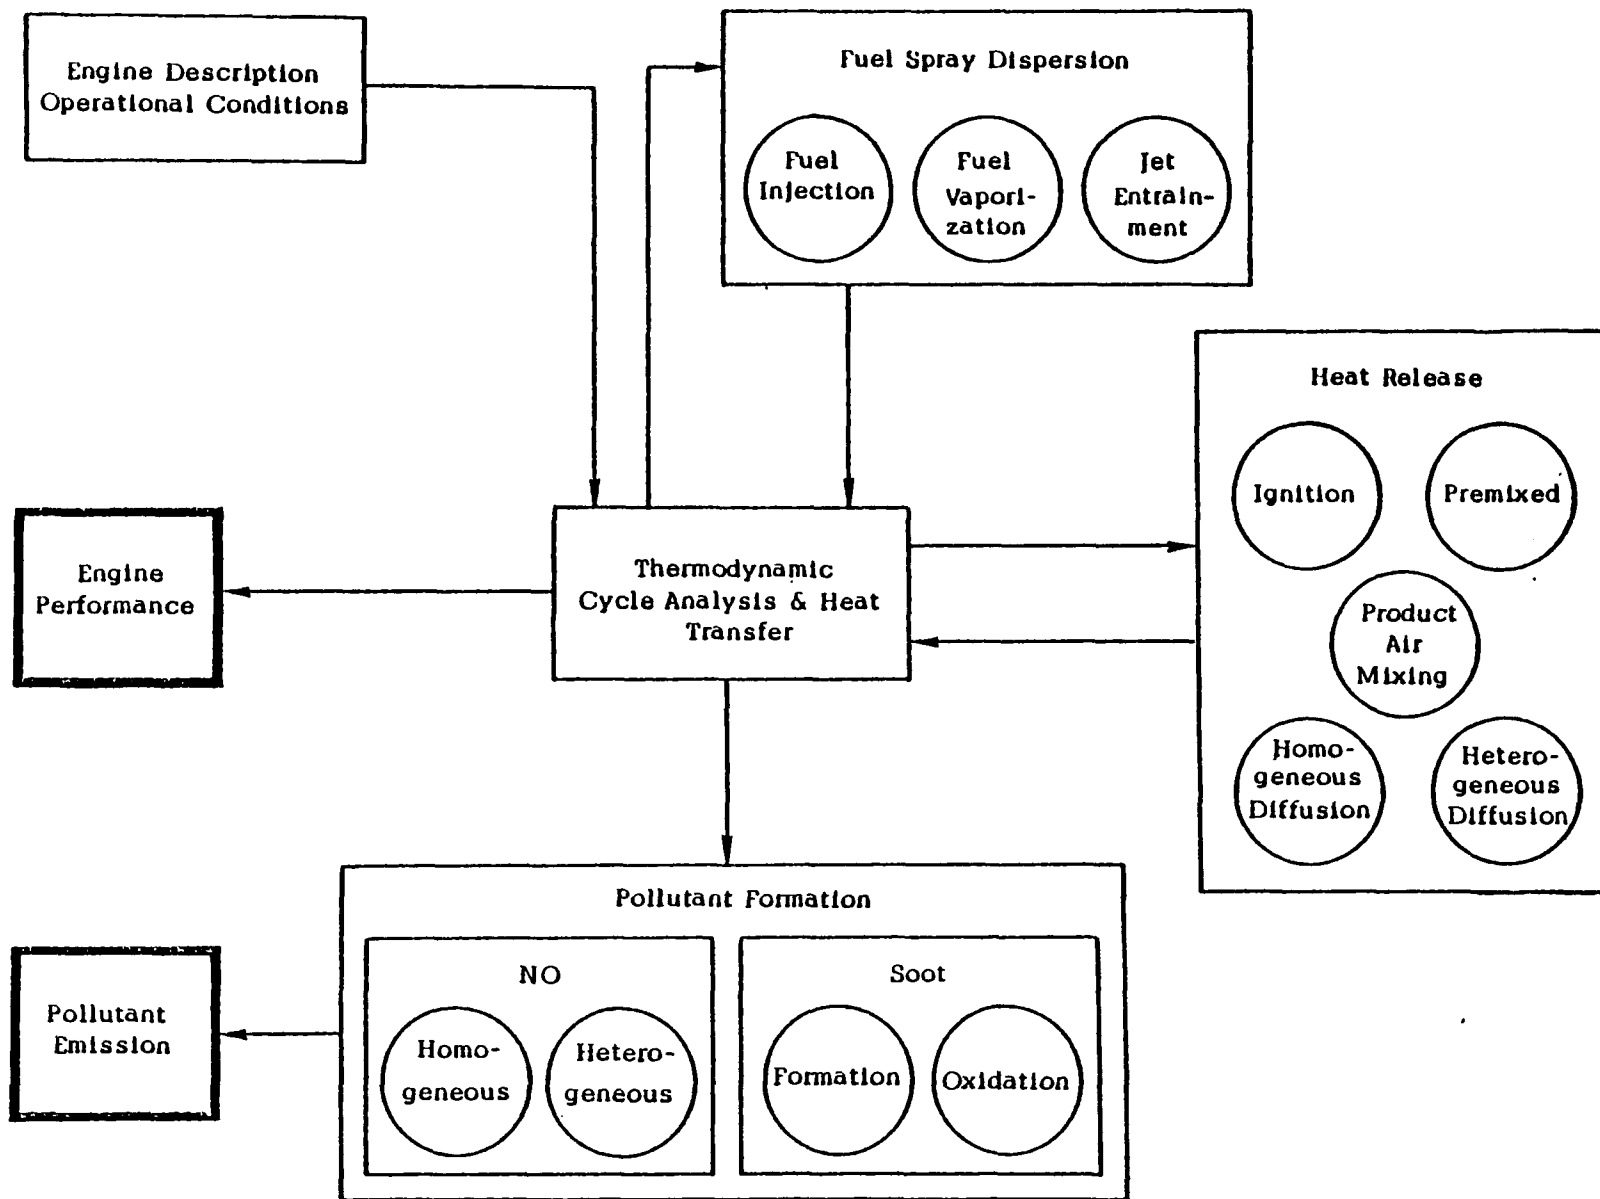 Engine Description
Operational Conditions
Fuel Spray Dispersion
Fuel
Injection
Fuel
Vapori-
zation
Jet
Entrain-
ment
Heat Release
Ignition
Premixed
Product
Air
Mixing
Homo-
geneous
Diffusion
Hetero-
geneous
Diffusion
Engine
Performance
Thermodynamic
Cycle Analysis & Heat
Transfer
Pollutant Formation
NO
Homo-
geneous
Hetero-
geneous
Soot
Formation
Oxidation
Pollutant
Emission